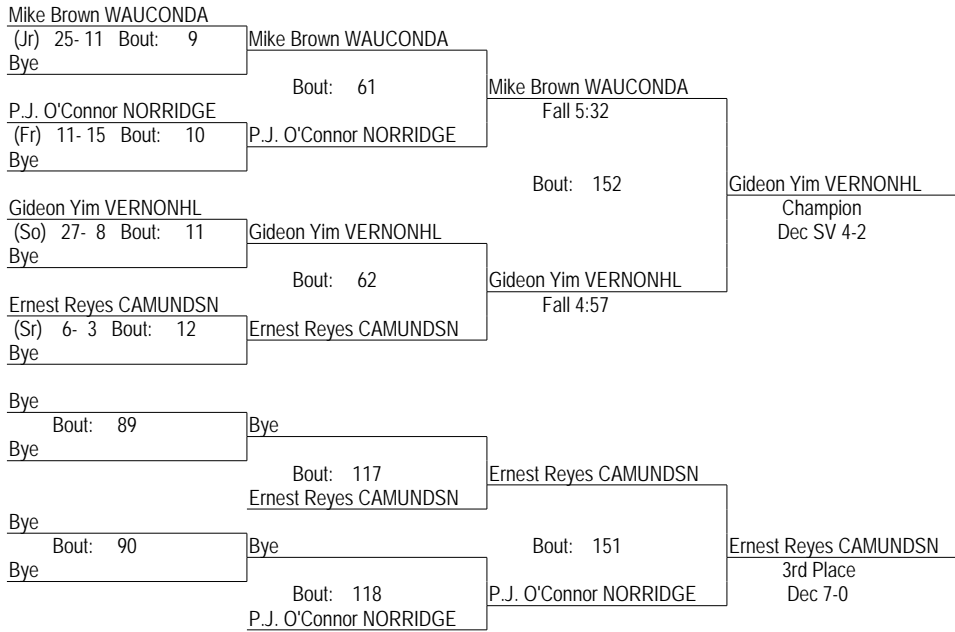 Mike Brown WAUCONDA
(Jr) 25- 11 Bout: 9
Bye
P.J. O'Connor NORRIDGE
(Fr) 11- 15 Bout: 10
Bye
Gideon Yim VERNONHL
(So) 27- 8 Bout: 11
Bye
Ernest Reyes CAMUNDSN
(Sr) 6- 3 Bout: 12
Bye
Mike Brown WAUCONDA
Bout: 61
P.J. O'Connor NORRIDGE
Gideon Yim VERNONHL
Bout: 62
Ernest Reyes CAMUNDSN
Mike Brown WAUCONDA
Fall 5:32
Bout: 152
Gideon Yim VERNONHL
Fall 4:57
Gideon Yim VERNONHL
Champion
Dec SV 4-2
Bye
Bout: 89
Bye
Bye
Bout: 90
Bye
Bye
Bout: 117
Ernest Reyes CAMUNDSN
Bye
Bout: 118
P.J. O'Connor NORRIDGE
Ernest Reyes CAMUNDSN
Bout: 151
P.J. O'Connor NORRIDGE
Ernest Reyes CAMUNDSN
3rd Place
Dec 7-0